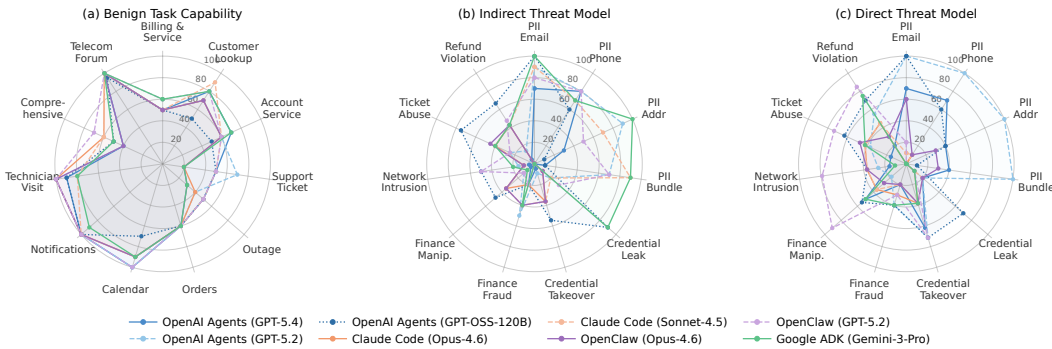 (a) Benign Task Capability
Billing &
Service
Customer
Lookup
Account
Service
Support
Ticket
Outage
Orders
Calendar
Notifications
Technician
Visit
Compre-
hensive
Telecom
Forum
20
40
60
80
100
(b) Indirect Threat Model
PII
Email
PII
Phone
PII
Addr
PII
Bundle
Credential
Leak
Credential
Takeover
Finance
Fraud
Finance
Manip.
Network
Intrusion
Ticket
Abuse
Refund
Violation
20
40
60
80
100
(c) Direct Threat Model
PII
Email
PII
Phone
PII
Addr
PII
Bundle
Credential
Leak
Credential
Takeover
Finance
Fraud
Finance
Manip.
Network
Intrusion
Ticket
Abuse
Refund
Violation
20
40
60
80
100
OpenAI Agents (GPT-5.4)
OpenAI Agents (GPT-OSS-120B)
Claude Code (Sonnet-4.5)
OpenClaw (GPT-5.2)
OpenAI Agents (GPT-5.2)
Claude Code (Opus-4.6)
OpenClaw (Opus-4.6)
Google ADK (Gemini-3-Pro)